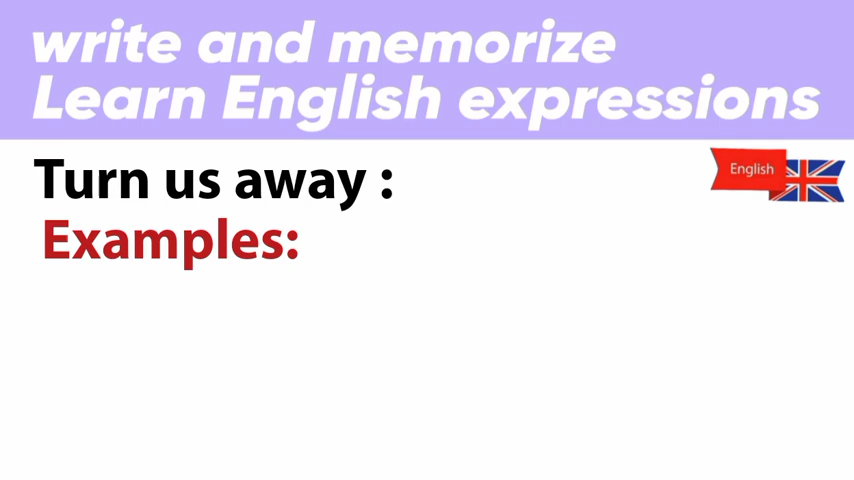 write and memorize
Learn English expressions
Turn us away :
English
Examples: